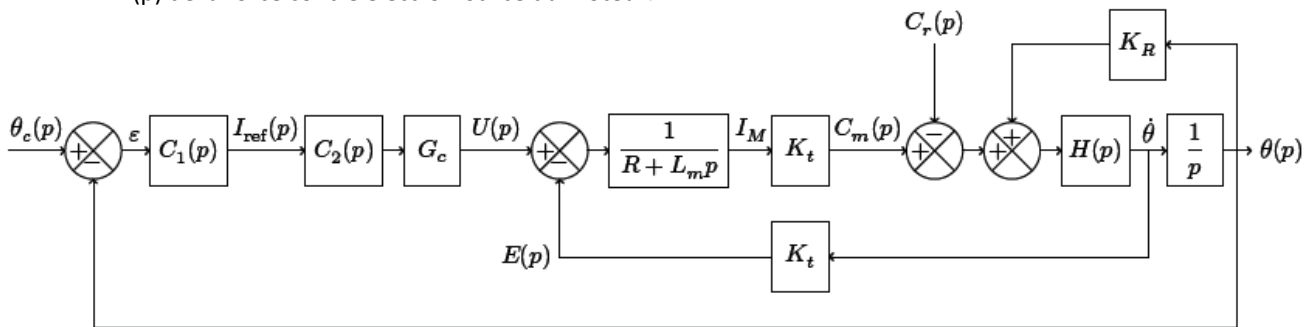 C_r(p)
K_R
θ_c(p) + − ε C_1(p) I_ref(p) C_2(p) G_c U(p) + − 1/(R + L_m p) I_M K_t C_m(p) + − + + H(p) θ̇ 1/p θ(p)
E(p) K_t